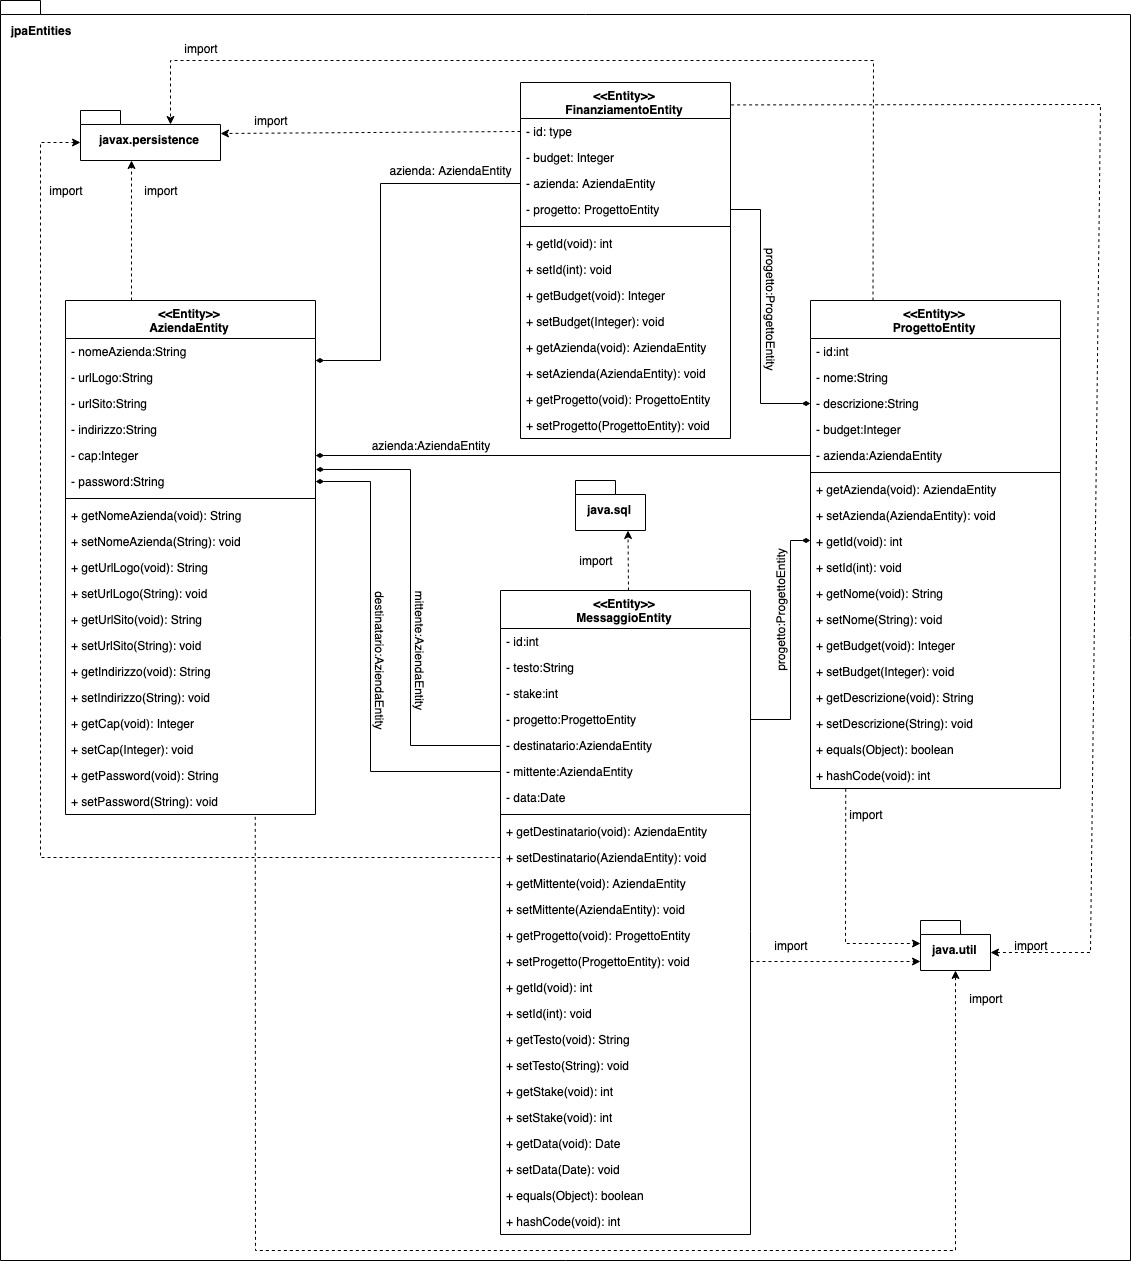 jpaEntities
import
<<Entity>>
FinanziamentoEntity
- id: type
- budget: Integer
- azienda: AziendaEntity
- progetto: ProgettoEntity
+ getId(void): int
+ setId(int): void
+ getBudget(void): Integer
+ setBudget(Integer): void
+ getAzienda(void): AziendaEntity
+ setAzienda(AziendaEntity): void
+ getProgetto(void): ProgettoEntity
+ setProgetto(ProgettoEntity): void
import
javax.persistence
import
import
azienda: AziendaEntity
progetto:ProgettoEntity
<<Entity>>
AziendaEntity
- nomeAzienda:String
- urlLogo:String
- urlSito:String
- indirizzo:String
- cap:Integer
- password:String
+ getNomeAzienda(void): String
+ setNomeAzienda(String): void
+ getUrlLogo(void): String
+ setUrlLogo(String): void
+ getUrlSito(void): String
+ setUrlSito(String): void
+ getIndirizzo(void): String
+ setIndirizzo(String): void
+ getCap(void): Integer
+ setCap(Integer): void
+ getPassword(void): String
+ setPassword(String): void
<<Entity>>
ProgettoEntity
- id:int
- nome:String
- descrizione:String
- budget:Integer
- azienda:AziendaEntity
+ getAzienda(void): AziendaEntity
+ setAzienda(AziendaEntity): void
+ getId(void): int
+ setId(int): void
+ getNome(void): String
+ setNome(String): void
+ getBudget(void): Integer
+ setBudget(Integer): void
+ getDescrizione(void): String
+ setDescrizione(String): void
+ equals(Object): boolean
+ hashCode(void): int
azienda:AziendaEntity
java.sql
import
destinatario:AziendaEntity
mittente:AziendaEntity
progetto:ProgettoEntity
<<Entity>>
MessaggioEntity
- id:int
- testo:String
- stake:int
- progetto:ProgettoEntity
- destinatario:AziendaEntity
- mittente:AziendaEntity
- data:Date
+ getDestinatario(void): AziendaEntity
+ setDestinatario(AziendaEntity): void
+ getMittente(void): AziendaEntity
+ setMittente(AziendaEntity): void
+ getProgetto(void): ProgettoEntity
+ setProgetto(ProgettoEntity): void
+ getId(void): int
+ setId(int): void
+ getTesto(void): String
+ setTesto(String): void
+ getStake(void): int
+ setStake(void): int
+ getData(void): Date
+ setData(Date): void
+ equals(Object): boolean
+ hashCode(void): int
import
import
java.util
import
import